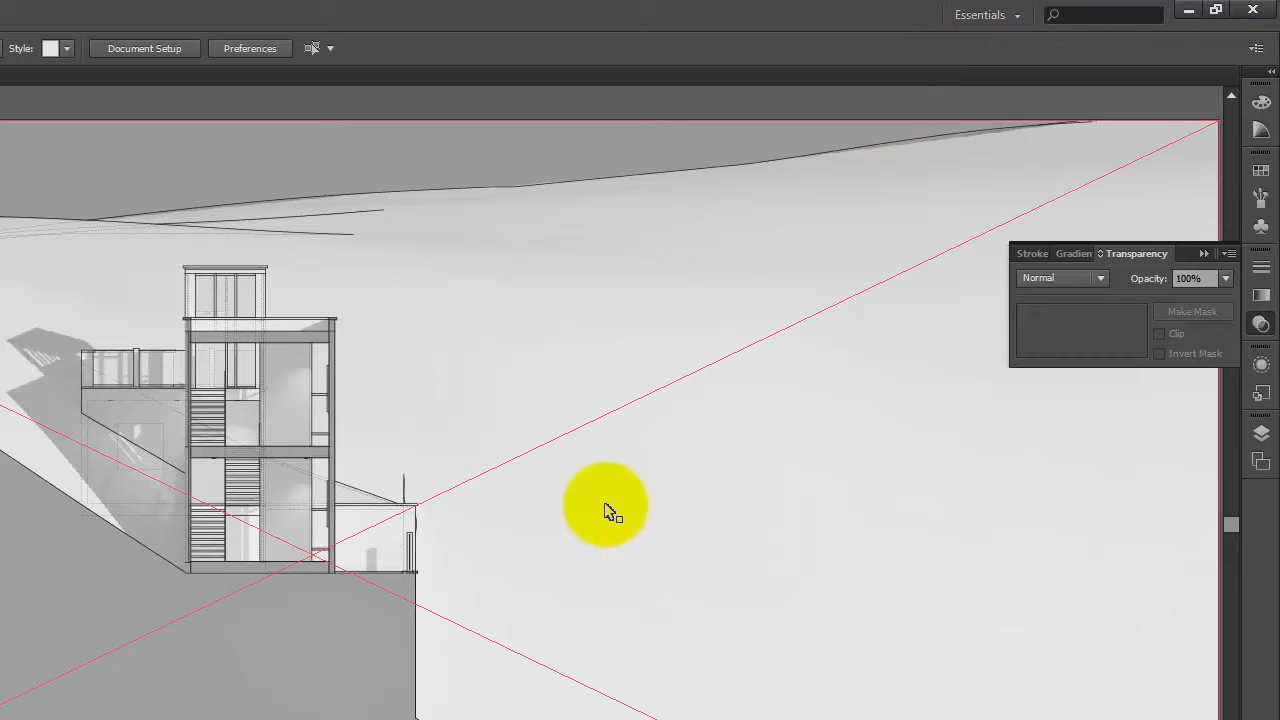 Essentials
Style:
Document Setup
Preferences
Stroke
Gradien
Transparency
Normal
Opacity:
100%
Make Mask
Clip
Invert Mask